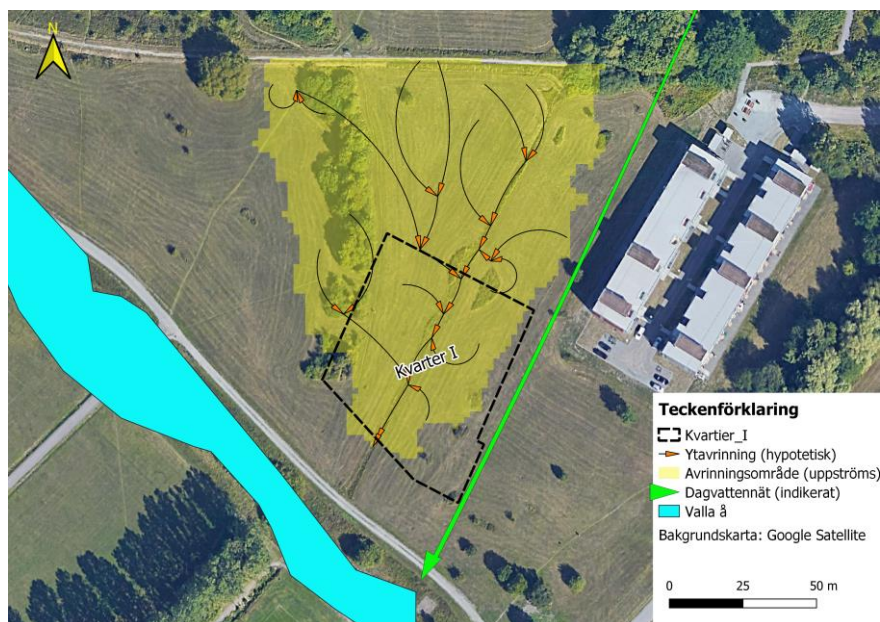 N
Kvarter I
Teckenförklaring
Kvartier_I
Ytavrinning (hypotetisk)
Avrinningsområde (uppströms)
Dagvattennät (indikerat)
Valla å
Bakgrundskarta: Google Satellite
0 25 50 m